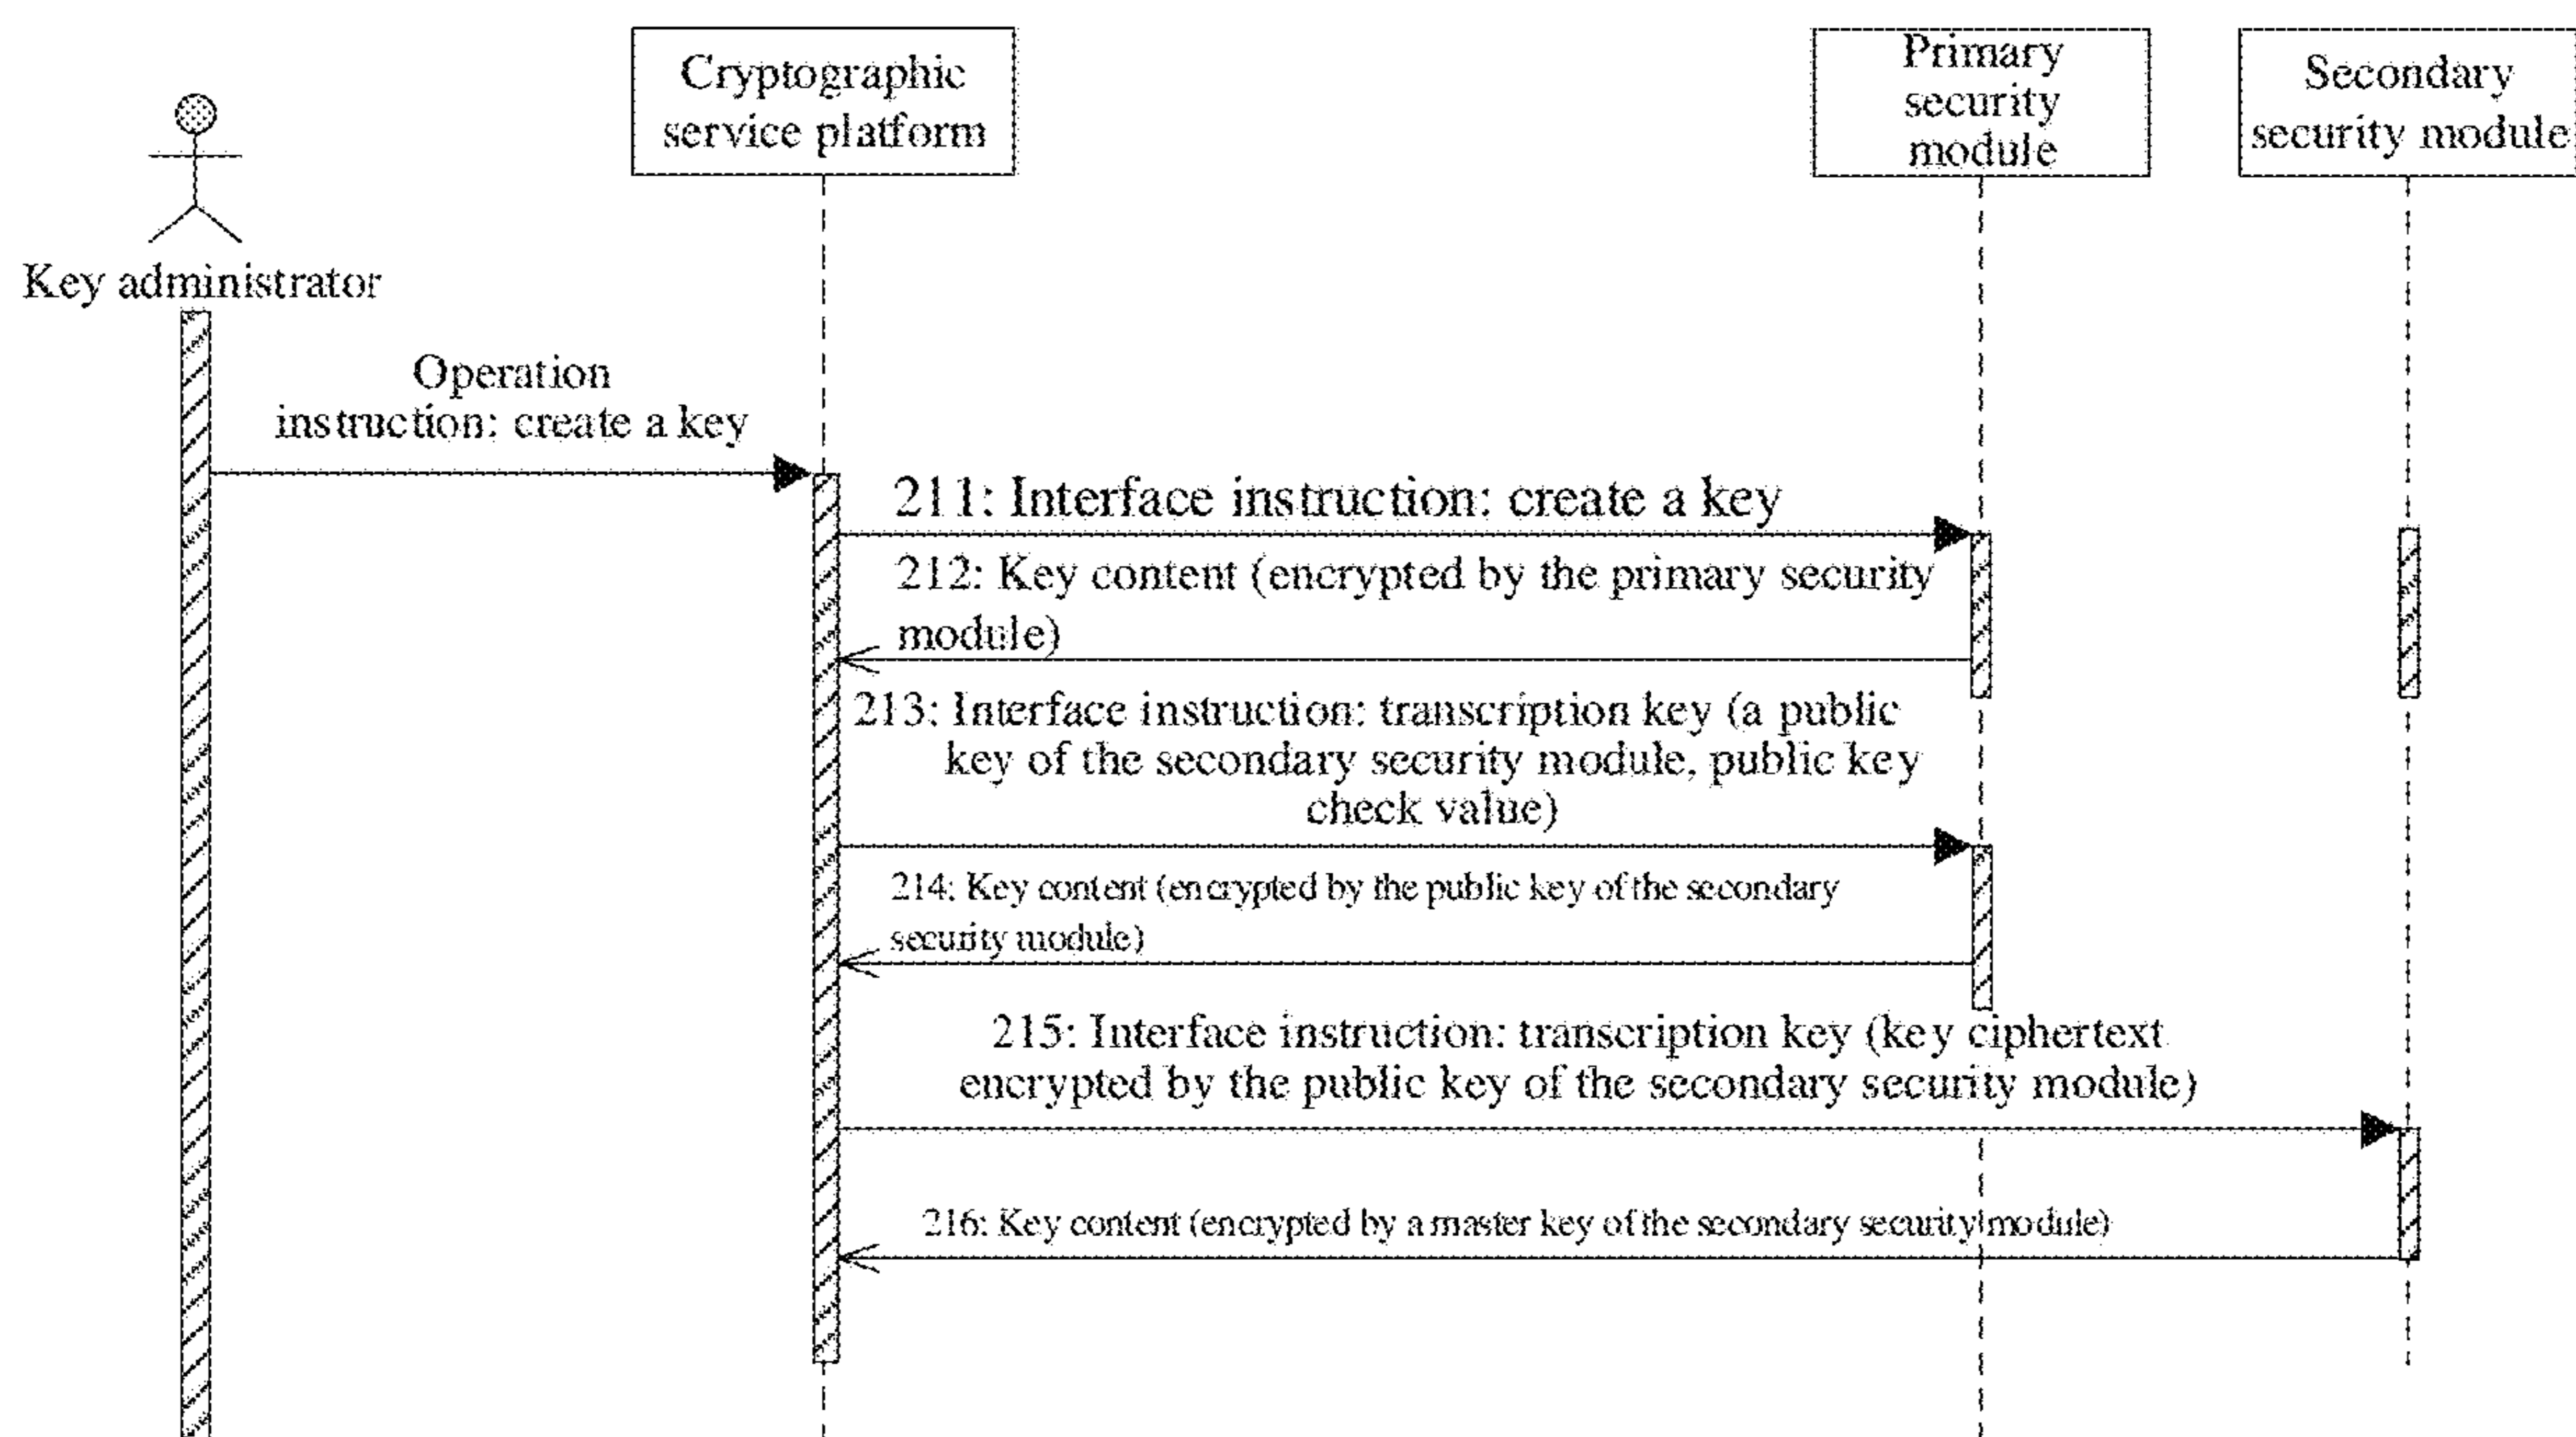 Cryptographic
service platform
Primary
security
module
Secondary
security module
Key administrator
Operation
instruction: create a key
211: Interface instruction: create a key
212: Key content (encrypted by the primary security
module)
213: Interface instruction: transcription key (a public
key of the secondary security module, public key
check value)
214: Key content (encrypted by the public key of the secondary
security module)
215: Interface instruction: transcription key (key ciphertext
encrypted by the public key of the secondary security module)
216: Key content (encrypted by a master key of the secondary security module)